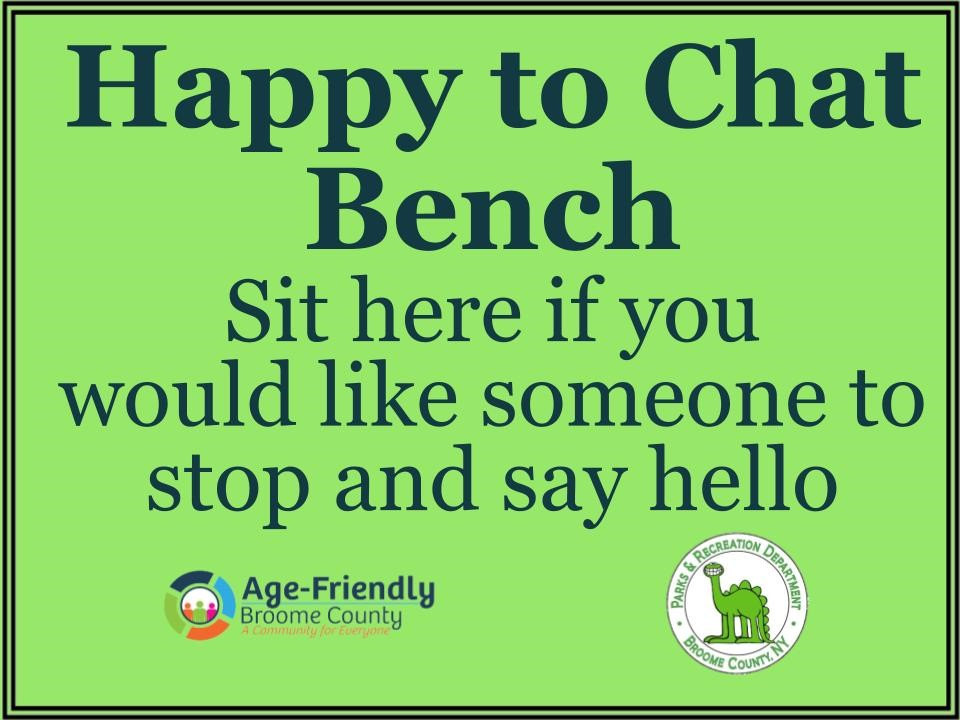 Happy to Chat
Bench
Sit here if you
would like someone to
stop and say hello
Age-Friendly
Broome County
A Community for Everyone
PARKS & RECREATION DEPARTMENT
• BROOME COUNTY, NY •